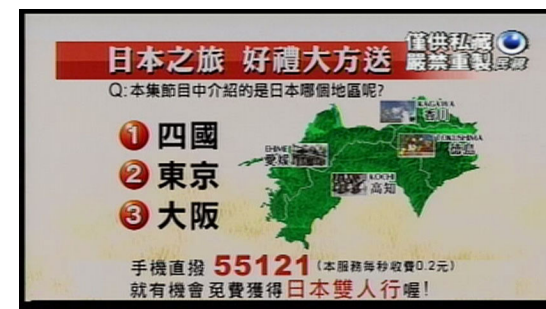 日本之旅 好禮大方送
僅供私藏
嚴禁重製
民視
Q:本集節目中介紹的是日本哪個地區呢?
1 四國
2 東京
3 大阪
KAGAWA
香川
TOKUSHIMA
德島
EHIME
愛媛
KOCHI
高知
手機直撥 55121 (本服務每秒收費0.2元)
就有機會免費獲得日本雙人行喔!